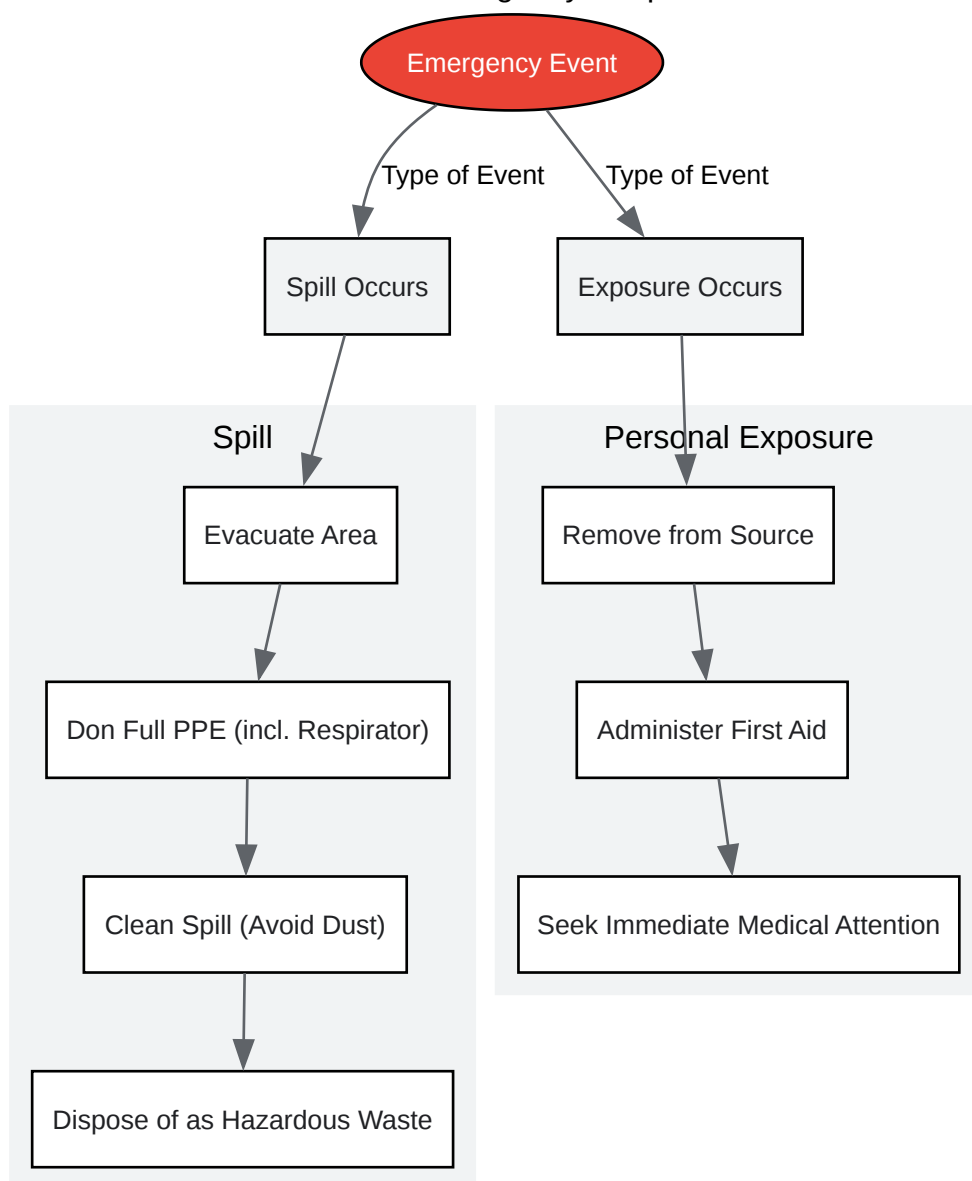 Emergency Event
Type of Event
Type of Event
Spill Occurs
Exposure Occurs
Spill
Personal Exposure
Evacuate Area
Remove from Source
Don Full PPE (incl. Respirator)
Administer First Aid
Clean Spill (Avoid Dust)
Seek Immediate Medical Attention
Dispose of as Hazardous Waste